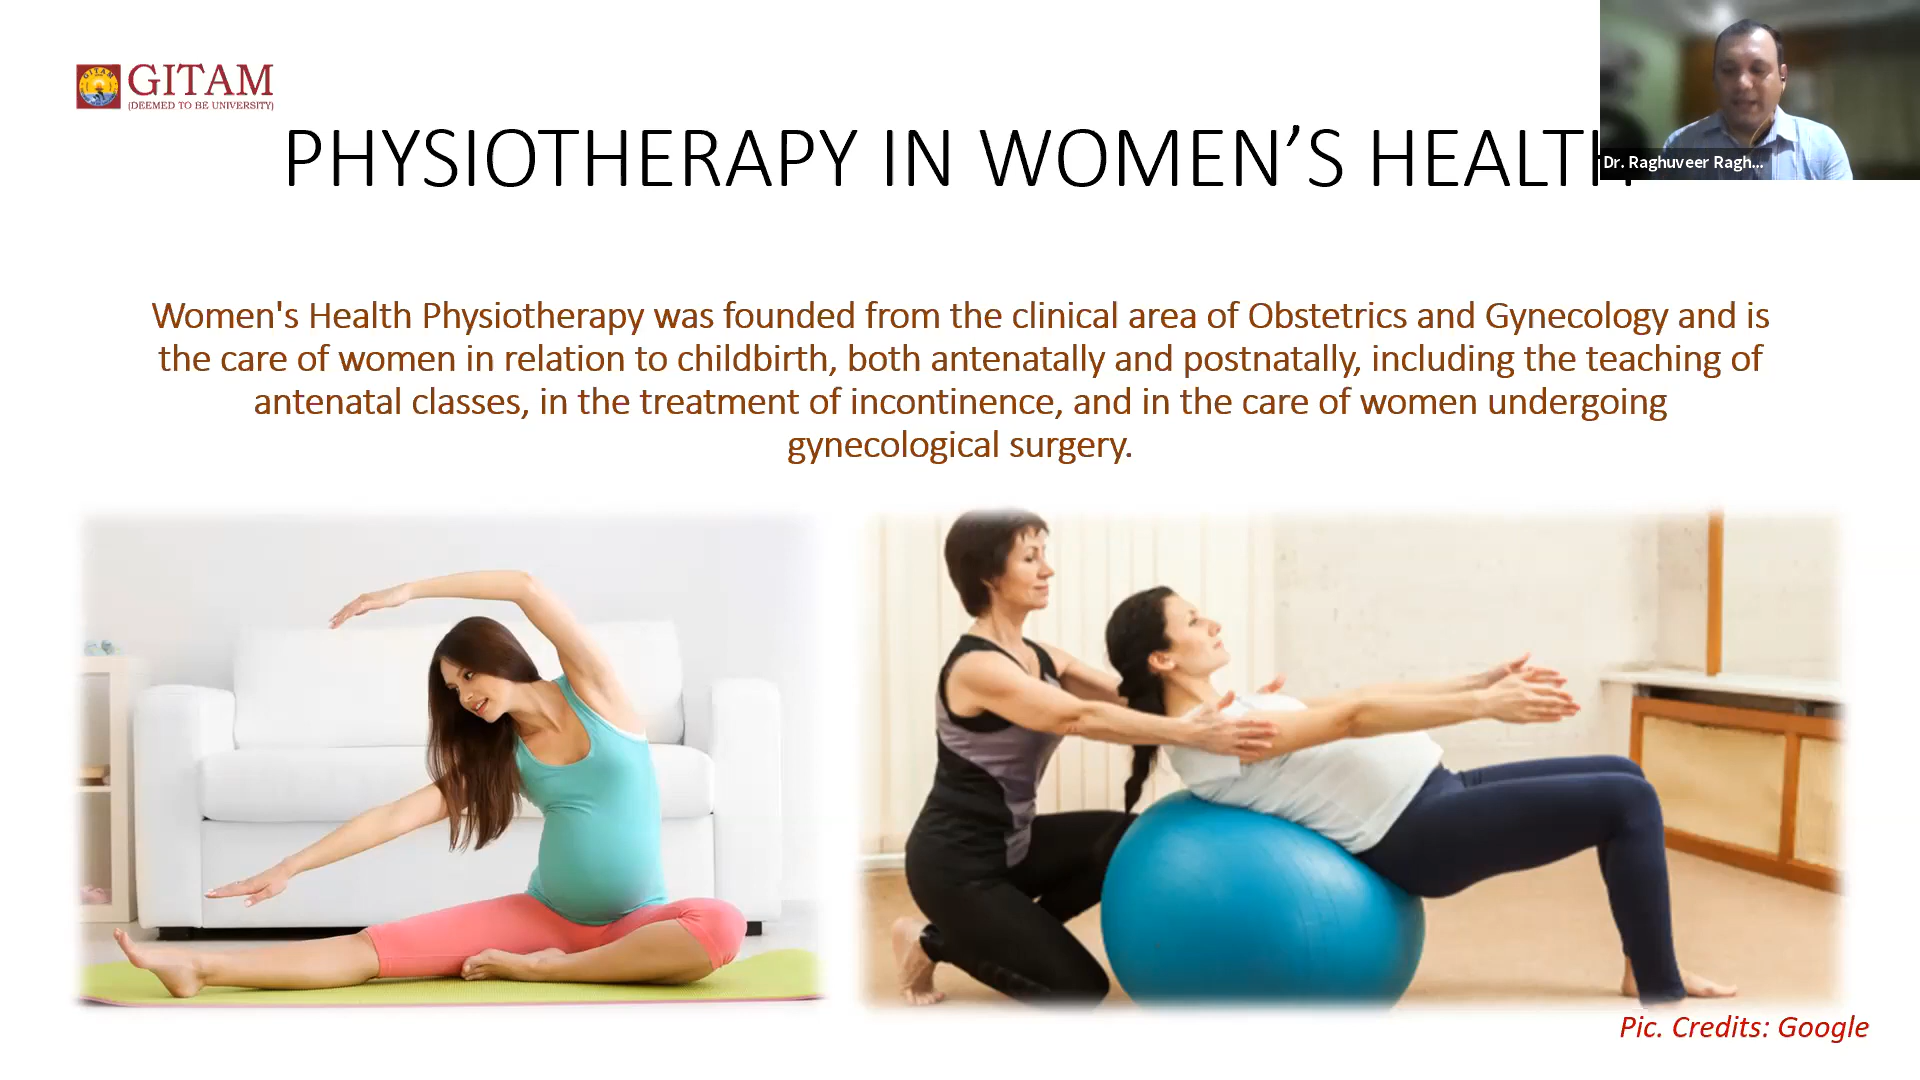 GITAM
(DEEMED TO BE UNIVERSITY)
PHYSIOTHERAPY IN WOMEN’S HEALTH
Dr. Raghuveer Ragh...
Women's Health Physiotherapy was founded from the clinical area of Obstetrics and Gynecology and is
the care of women in relation to childbirth, both antenatally and postnatally, including the teaching of
antenatal classes, in the treatment of incontinence, and in the care of women undergoing
gynecological surgery.
Pic. Credits: Google